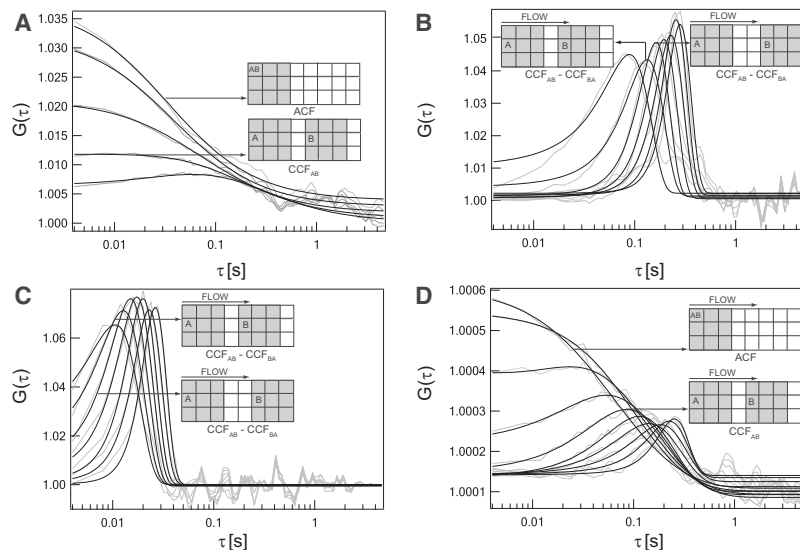 A
1.035
1.030
1.025
1.020
1.015
1.010
1.005
1.000
G(τ)
0.01
0.1
1
τ [s]
AB
ACF
A
B
CCF_AB
B
1.05
1.04
1.03
1.02
1.01
1.00
G(τ)
0.01
0.1
1
τ [s]
FLOW
A
B
CCF_AB - CCF_BA
FLOW
A
B
CCF_AB - CCF_BA
C
1.06
1.04
1.02
1.00
G(τ)
0.01
0.1
1
τ [s]
FLOW
A
B
CCF_AB - CCF_BA
FLOW
A
B
CCF_AB - CCF_BA
D
1.0006
1.0005
1.0004
1.0003
1.0002
1.0001
G(τ)
0.01
0.1
1
τ [s]
FLOW
AB
ACF
FLOW
A
B
CCF_AB